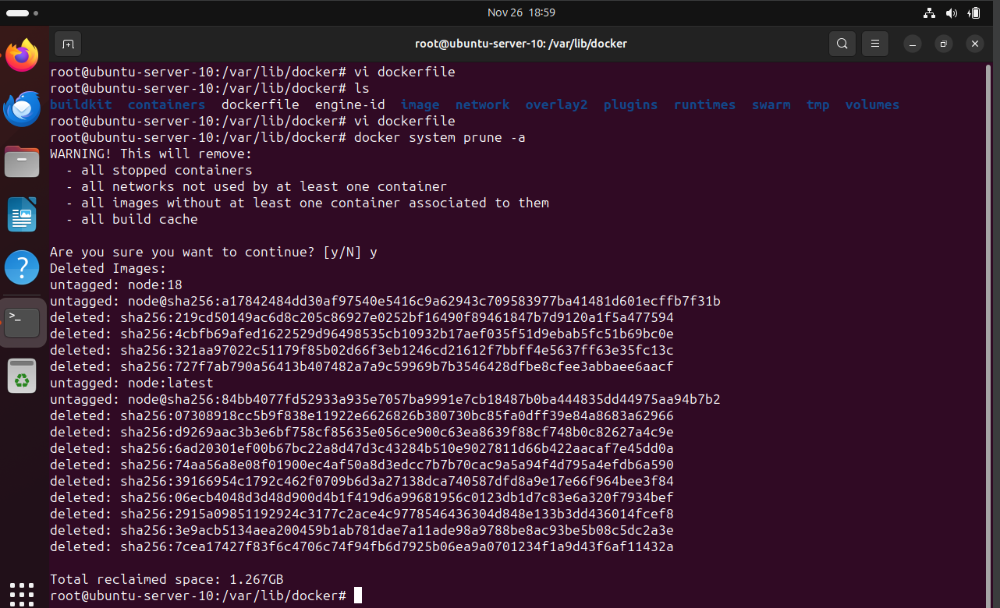 Nov 26 18:59
root@ubuntu-server-10: /var/lib/docker
root@ubuntu-server-10:/var/lib/docker# vi dockerfile
root@ubuntu-server-10:/var/lib/docker# ls
buildkit containers dockerfile engine-id image network overlay2 plugins runtimes swarm tmp volumes
root@ubuntu-server-10:/var/lib/docker# vi dockerfile
root@ubuntu-server-10:/var/lib/docker# docker system prune -a
WARNING! This will remove:
- all stopped containers
- all networks not used by at least one container
- all images without at least one container associated to them
- all build cache
Are you sure you want to continue? [y/N] y
Deleted Images:
untagged: node:18
untagged: node@sha256:a17842484dd30af97540e5416c9a62943c709583977ba41481d601ecffb7f31b
deleted: sha256:219cd50149ac6d8c205c86927e0252bf16490f89461847b7d9120a1f5a477594
deleted: sha256:4cbfb69afed1622529d96498535cb10932b17aef035f51d9ebab5fc51b69bc0e
deleted: sha256:321aa97022c51179f85b02d66f3eb1246cd21612f7bbff4e5637ff63e35fc13c
deleted: sha256:727f7ab790a56413b407482a7a9c59969b7b3546428dfbe8cfee3abbaee6aacf
untagged: node:latest
untagged: node@sha256:84bb4077fd52933a935e7057ba9991e7cb18487b0ba444835dd44975aa94b7b2
deleted: sha256:07308918cc5b9f838e11922e6626826b380730bc85fa0dff39e84a8683a62966
deleted: sha256:d9269aac3b3e6bf758cf85635e056ce900c63ea8639f88cf748b0c82627a4c9e
deleted: sha256:6ad20301ef00b67bc22a8d47d3c43284b510e9027811d66b422aacaf7e45dd0a
deleted: sha256:74aa56a8e08f01900ec4af50a8d3edcc7b7b70cac9a5a94f4d795a4efdb6a590
deleted: sha256:39166954c1792c462f0709b6d3a27138dca740587dfd8a9e17e66f964bee3f84
deleted: sha256:06ecb4048d3d48d900d4b1f419d6a99681956c0123db1d7c83e6a320f7934bef
deleted: sha256:2915a09851192924c3177c2ace4c9778546436304d848e133b3dd436014fcef8
deleted: sha256:3e9acb5134aea200459b1ab781dae7a11ade98a9788be8ac93be5b08c5dc2a3e
deleted: sha256:7cea17427f83f6c4706c74f94fb6d7925b06ea9a0701234f1a9d43f6af11432a
Total reclaimed space: 1.267GB
root@ubuntu-server-10:/var/lib/docker#